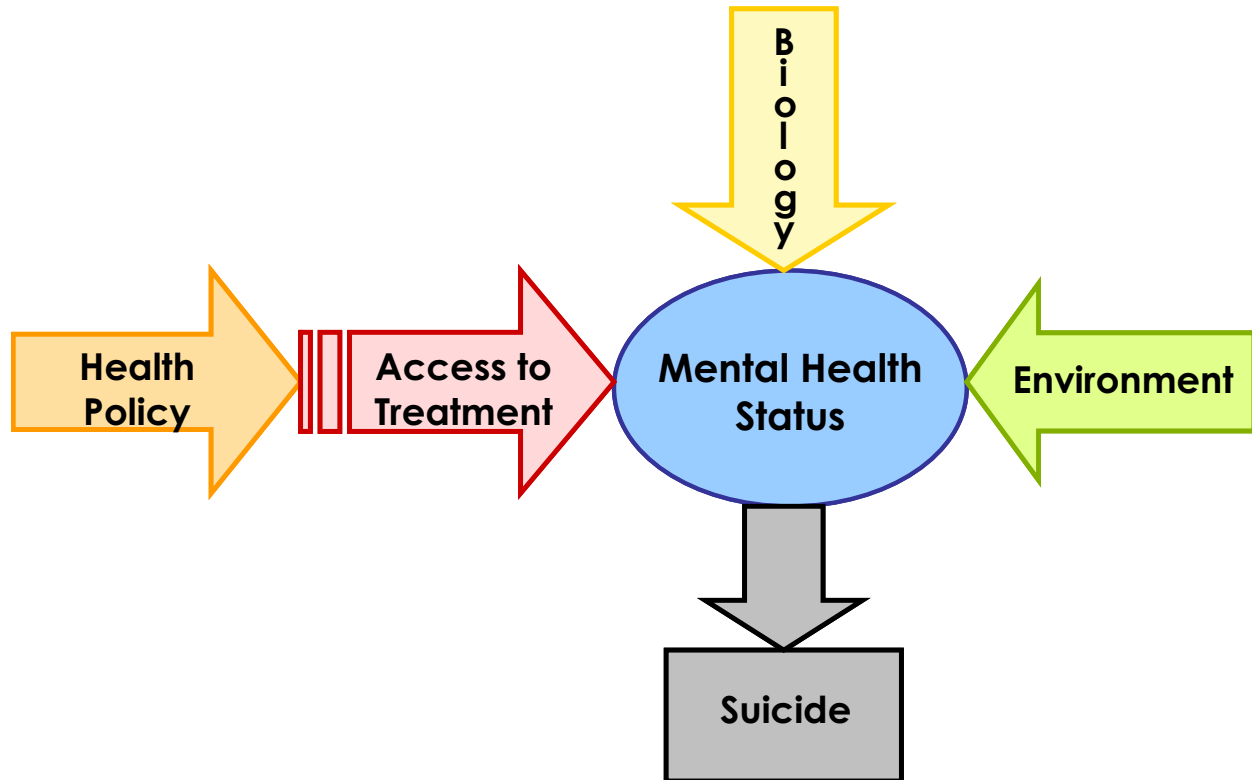 Biology
Health
Policy
Access to
Treatment
Mental Health
Status
Environment
Suicide